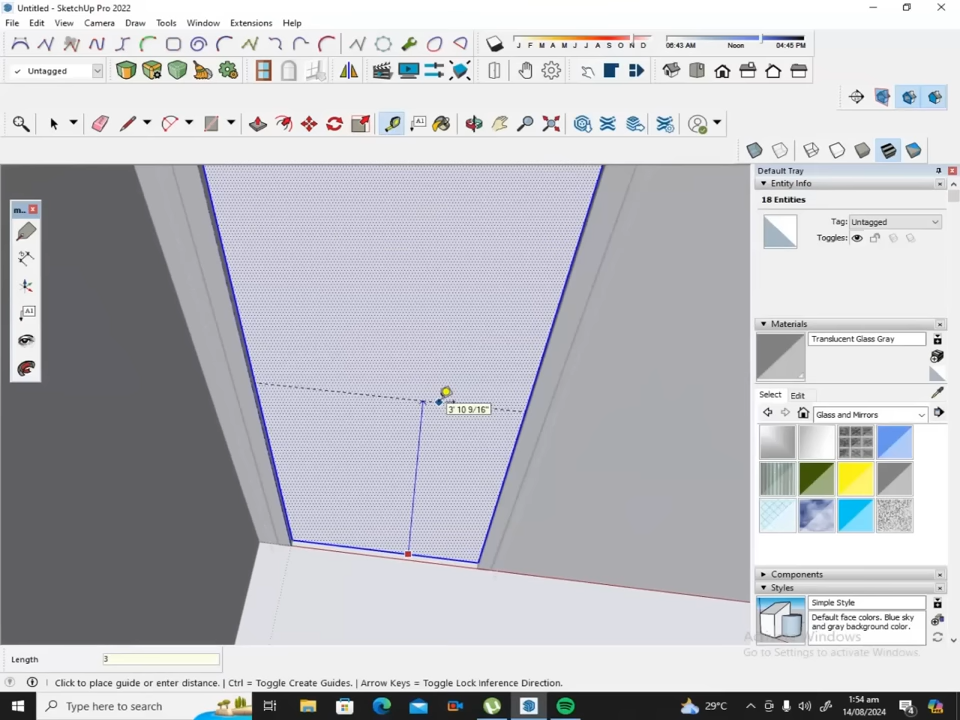 Untitled - SketchUp Pro 2022
File Edit View Camera Draw Tools Window Extensions Help
J F M A M J J A S O N D 06:43 AM Noon 04:45 PM
Untagged
Default Tray
Entity Info
18 Entities
Tag: Untagged
Toggles:
m...
A1
Materials
Translucent Glass Gray
Select Edit
Glass and Mirrors
3' 10 9/16"
Components
Styles
Simple Style
Default face colors. Blue sky
and gray background color.
Activate Windows
Go to Settings to activate Windows.
Length 3
Click to place guide or enter distance. | Ctrl = Toggle Create Guides. | Arrow Keys = Toggle Lock Inference Direction.
Type here to search
29°C
1:54 am
14/08/2024
4